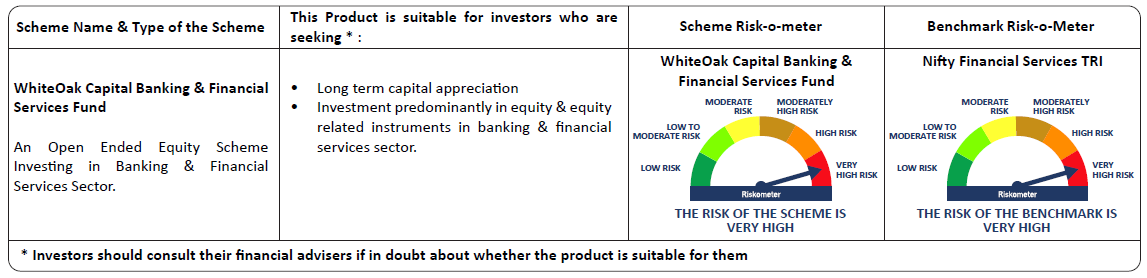 Scheme Name & Type of the Scheme
This Product is suitable for investors who are
seeking * :
Scheme Risk-o-meter
Benchmark Risk-o-Meter
WhiteOak Capital Banking & Financial
Services Fund
An Open Ended Equity Scheme
Investing in Banking & Financial
Services Sector.
• Long term capital appreciation
• Investment predominantly in equity & equity
related instruments in banking & financial
services sector.
WhiteOak Capital Banking &
Financial Services Fund
LOW RISK
LOW TO
MODERATE RISK
MODERATE
RISK
MODERATELY
HIGH RISK
HIGH RISK
VERY
HIGH RISK
Riskometer
THE RISK OF THE SCHEME IS
VERY HIGH
Nifty Financial Services TRI
LOW RISK
LOW TO
MODERATE RISK
MODERATE
RISK
MODERATELY
HIGH RISK
HIGH RISK
VERY
HIGH RISK
Riskometer
THE RISK OF THE BENCHMARK IS
VERY HIGH
* Investors should consult their financial advisers if in doubt about whether the product is suitable for them